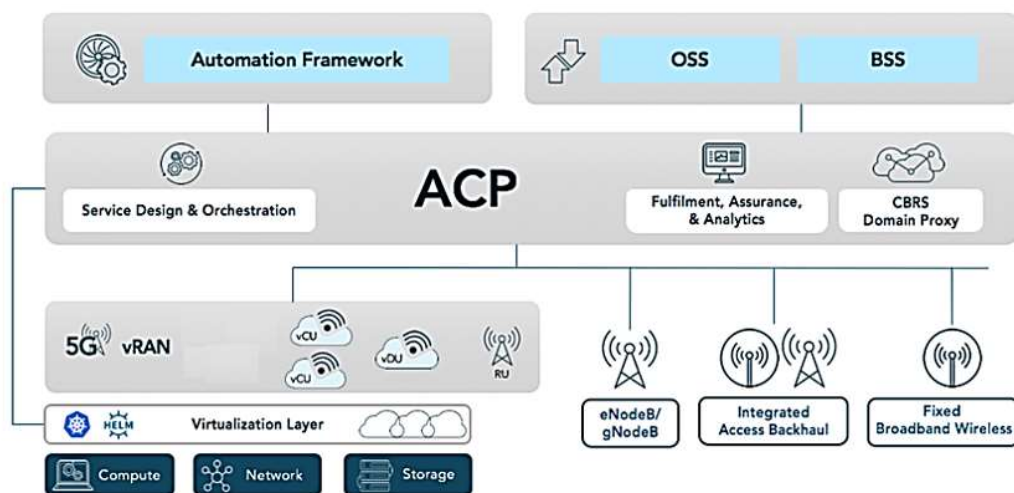 Automation Framework
OSS
BSS
ACP
Service Design & Orchestration
Fulfilment, Assurance,
& Analytics
CBRS
Domain Proxy
5G vRAN
vCU
vCU
vDU
RU
eNodeB/
gNodeB
Integrated
Access Backhaul
Fixed
Broadband Wireless
HELM
Virtualization Layer
Compute
Network
Storage